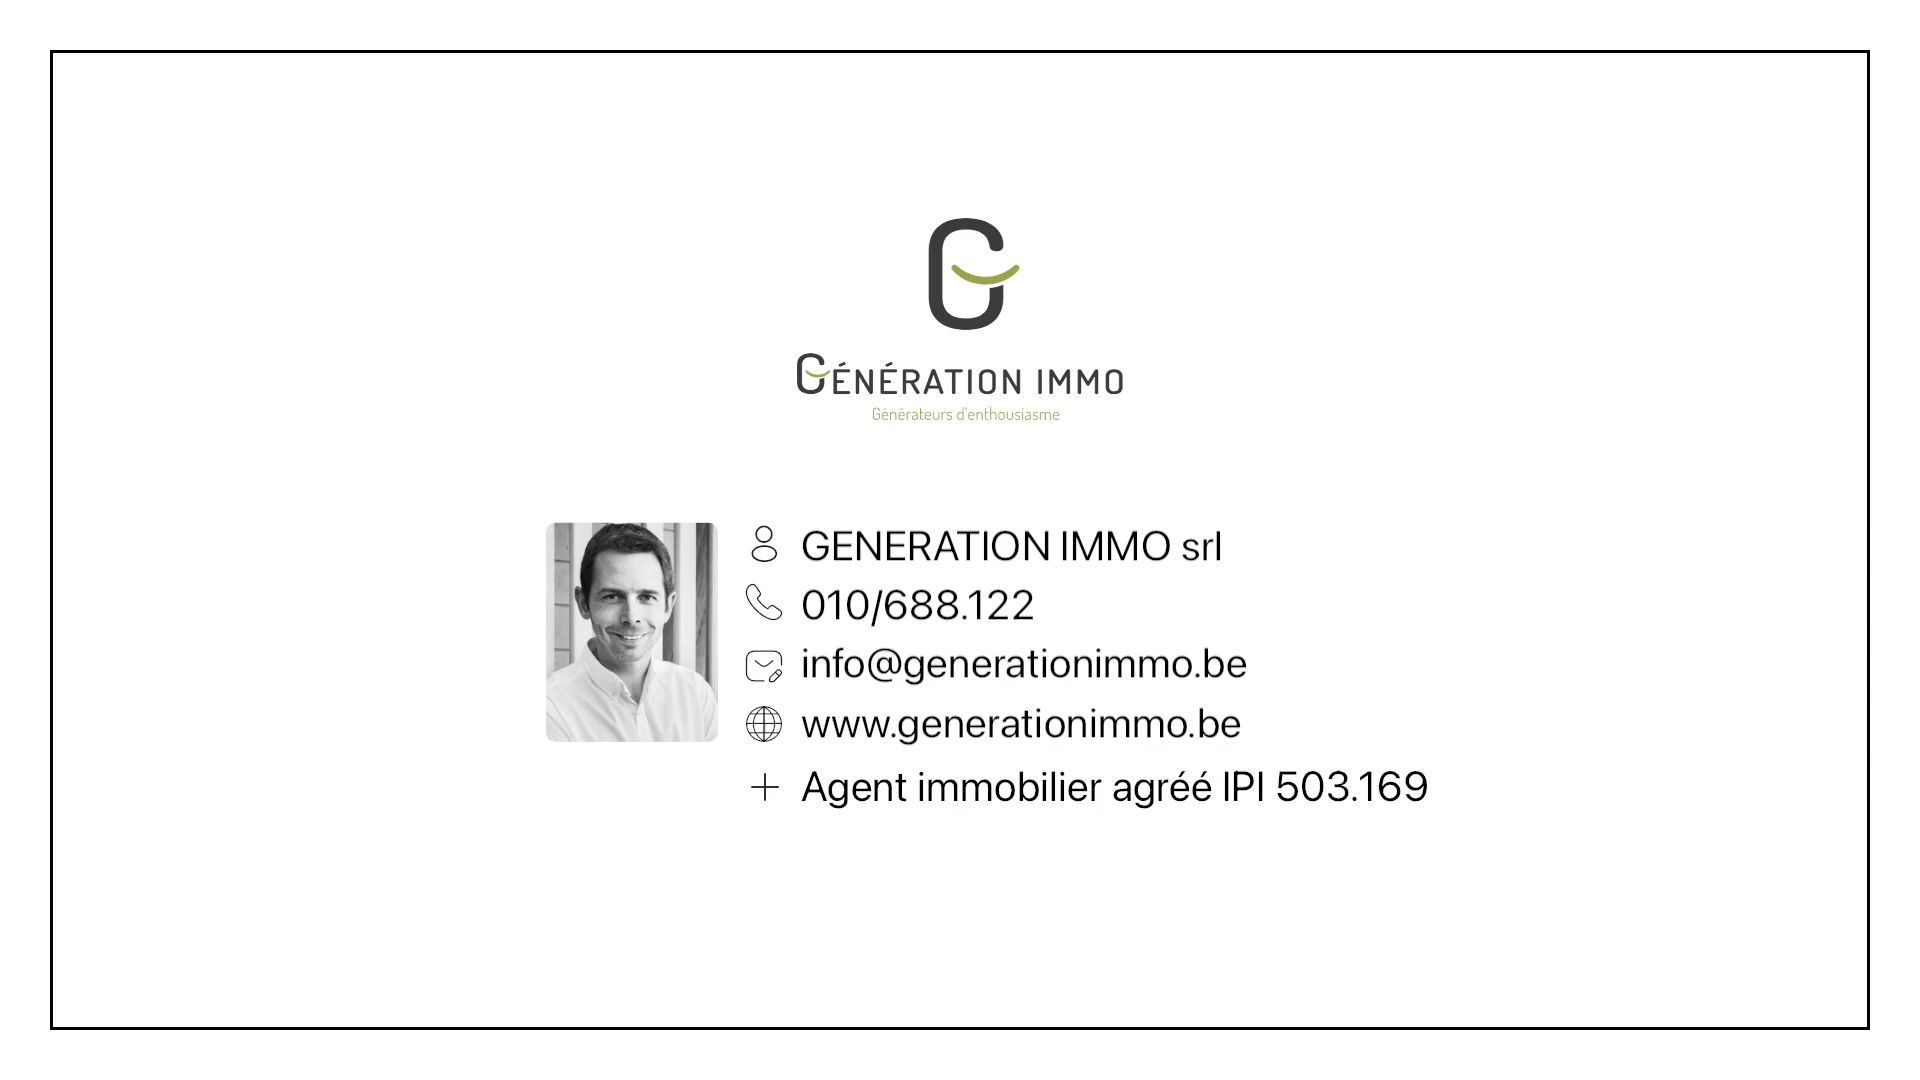 GÉNÉRATION IMMO
Générateurs d'enthousiasme
GENERATION IMMO srl
010/688.122
info@generationimmo.be
www.generationimmo.be
Agent immobilier agréé IPI 503.169